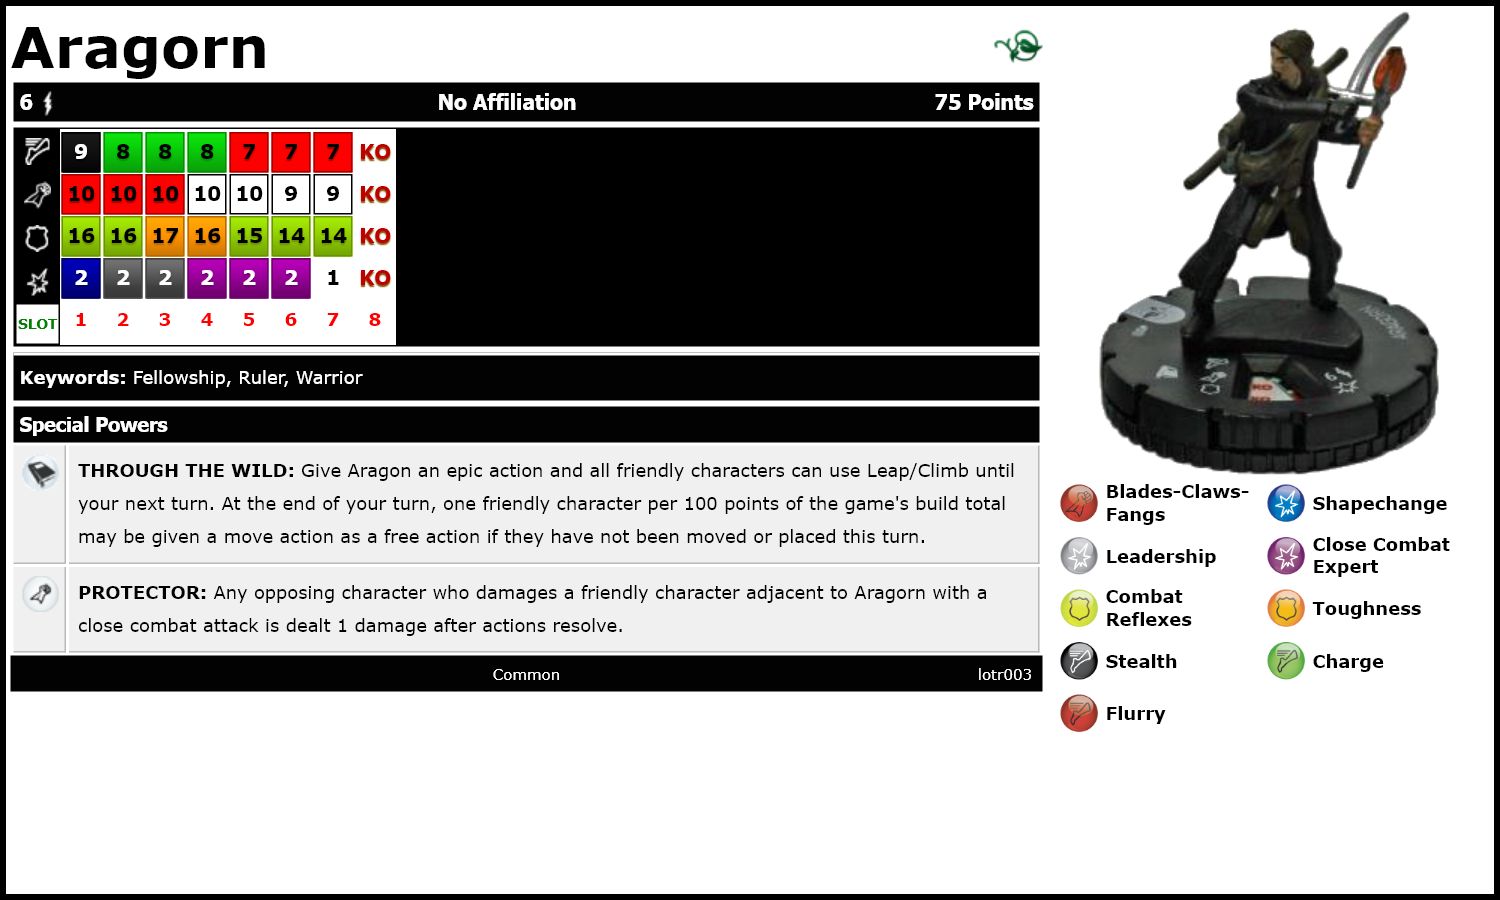 Aragorn
6 No Affiliation 75 Points
9 8 8 8 7 7 7 KO
10 10 10 10 10 9 9 KO
16 16 17 16 15 14 14 KO
2 2 2 2 2 2 1 KO
SLOT 1 2 3 4 5 6 7 8
Keywords: Fellowship, Ruler, Warrior
Special Powers
THROUGH THE WILD: Give Aragon an epic action and all friendly characters can use Leap/Climb until
your next turn. At the end of your turn, one friendly character per 100 points of the game's build total
may be given a move action as a free action if they have not been moved or placed this turn.
PROTECTOR: Any opposing character who damages a friendly character adjacent to Aragorn with a
close combat attack is dealt 1 damage after actions resolve.
Common lotr003
ARAGORN
KO
6
Blades-Claws-
Fangs
Shapechange
Leadership
Close Combat
Expert
Combat
Reflexes
Toughness
Stealth
Charge
Flurry